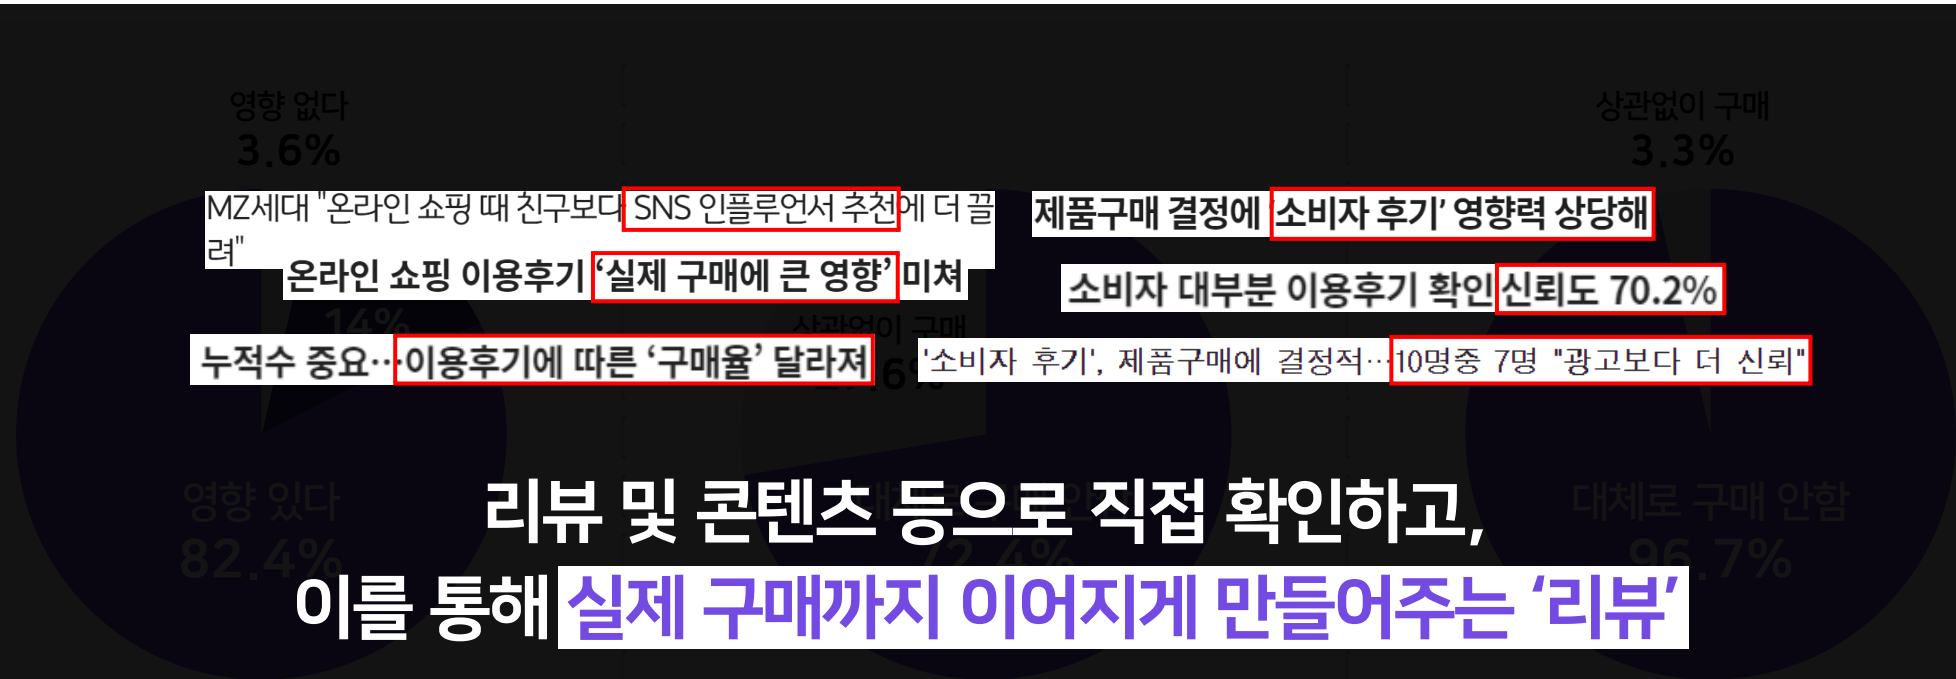 영향 없다
3.6%
상관없이 구매
3.3%
MZ세대 "온라인 쇼핑 때 친구보다 SNS 인플루언서 추천에 더 끌
려"
온라인 쇼핑 이용후기 ‘실제 구매에 큰 영향’ 미쳐
제품구매 결정에 ‘소비자 후기’ 영향력 상당해
소비자 대부분 이용후기 확인 신뢰도 70.2%
14%
상관없이 구매
누적수 중요…이용후기에 따른 ‘구매율’ 달라져
'소비자 후기', 제품구매에 결정적…10명중 7명 "광고보다 더 신뢰"
영향 있다
82.4%
72.4%
대체로 구매 안함
96.7%
리뷰 및 콘텐츠 등으로 직접 확인하고,
이를 통해 실제 구매까지 이어지게 만들어주는 ‘리뷰’